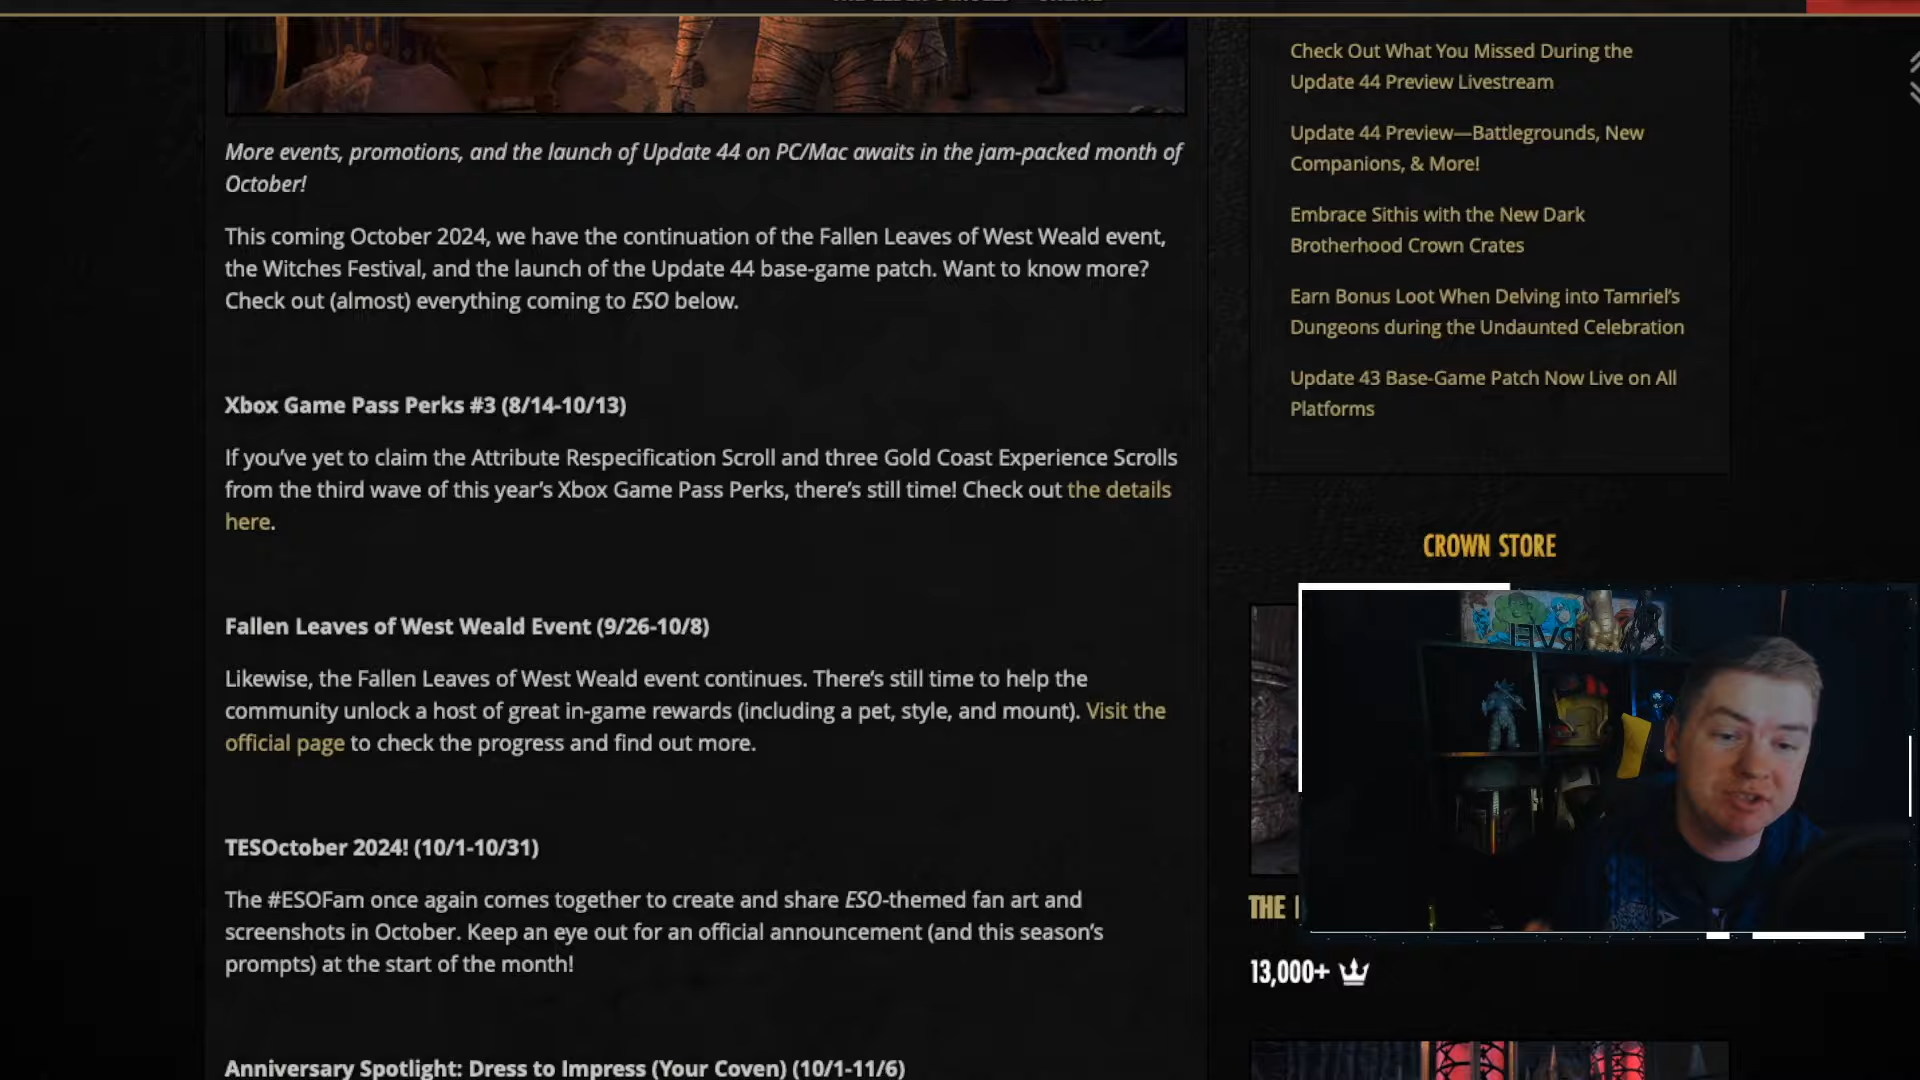 More events, promotions, and the launch of Update 44 on PC/Mac awaits in the jam-packed month of
October!
This coming October 2024, we have the continuation of the Fallen Leaves of West Weald event,
the Witches Festival, and the launch of the Update 44 base-game patch. Want to know more?
Check out (almost) everything coming to ESO below.
Xbox Game Pass Perks #3 (8/14-10/13)
If you’ve yet to claim the Attribute Respecification Scroll and three Gold Coast Experience Scrolls
from the third wave of this year’s Xbox Game Pass Perks, there’s still time! Check out the details
here.
Fallen Leaves of West Weald Event (9/26-10/8)
Likewise, the Fallen Leaves of West Weald event continues. There’s still time to help the
community unlock a host of great in-game rewards (including a pet, style, and mount). Visit the
official page to check the progress and find out more.
TESOctober 2024! (10/1-10/31)
The #ESOFam once again comes together to create and share ESO-themed fan art and
screenshots in October. Keep an eye out for an official announcement (and this season’s
prompts) at the start of the month!
Anniversary Spotlight: Dress to Impress (Your Coven) (10/1-11/6)
Check Out What You Missed During the
Update 44 Preview Livestream
Update 44 Preview—Battlegrounds, New
Companions, & More!
Embrace Sithis with the New Dark
Brotherhood Crown Crates
Earn Bonus Loot When Delving into Tamriel’s
Dungeons during the Undaunted Celebration
Update 43 Base-Game Patch Now Live on All
Platforms
CROWN STORE
THE
13,000+